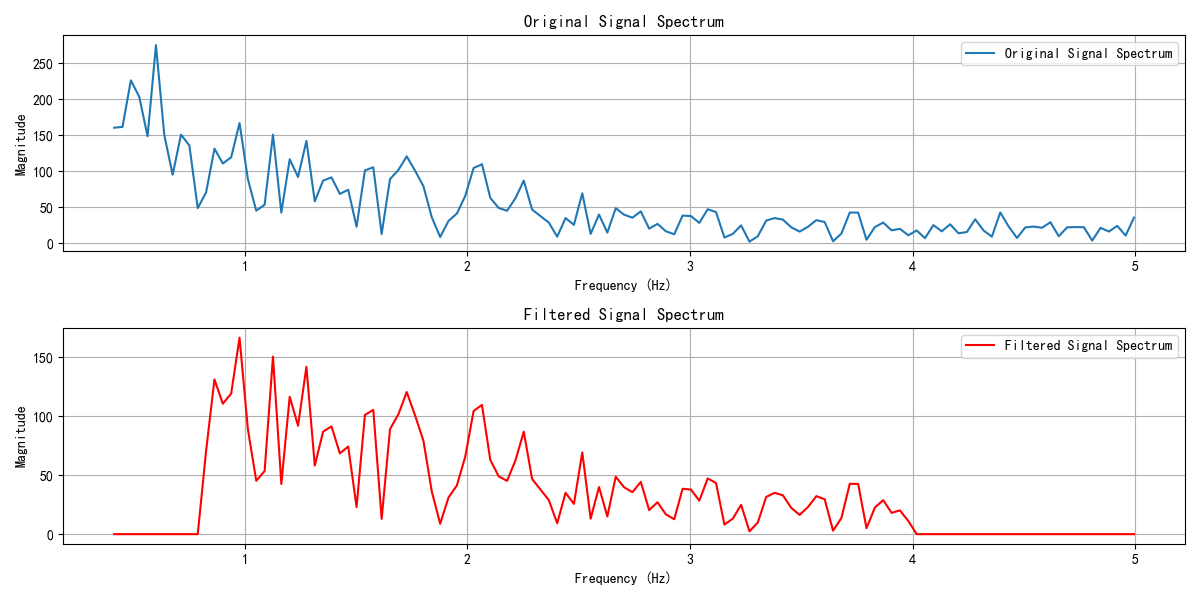 Original Signal Spectrum
Original Signal Spectrum
250
200
150
100
50
0
Magnitude
1 2 3 4 5
Frequency (Hz)
Filtered Signal Spectrum
Filtered Signal Spectrum
150
100
50
0
Magnitude
1 2 3 4 5
Frequency (Hz)